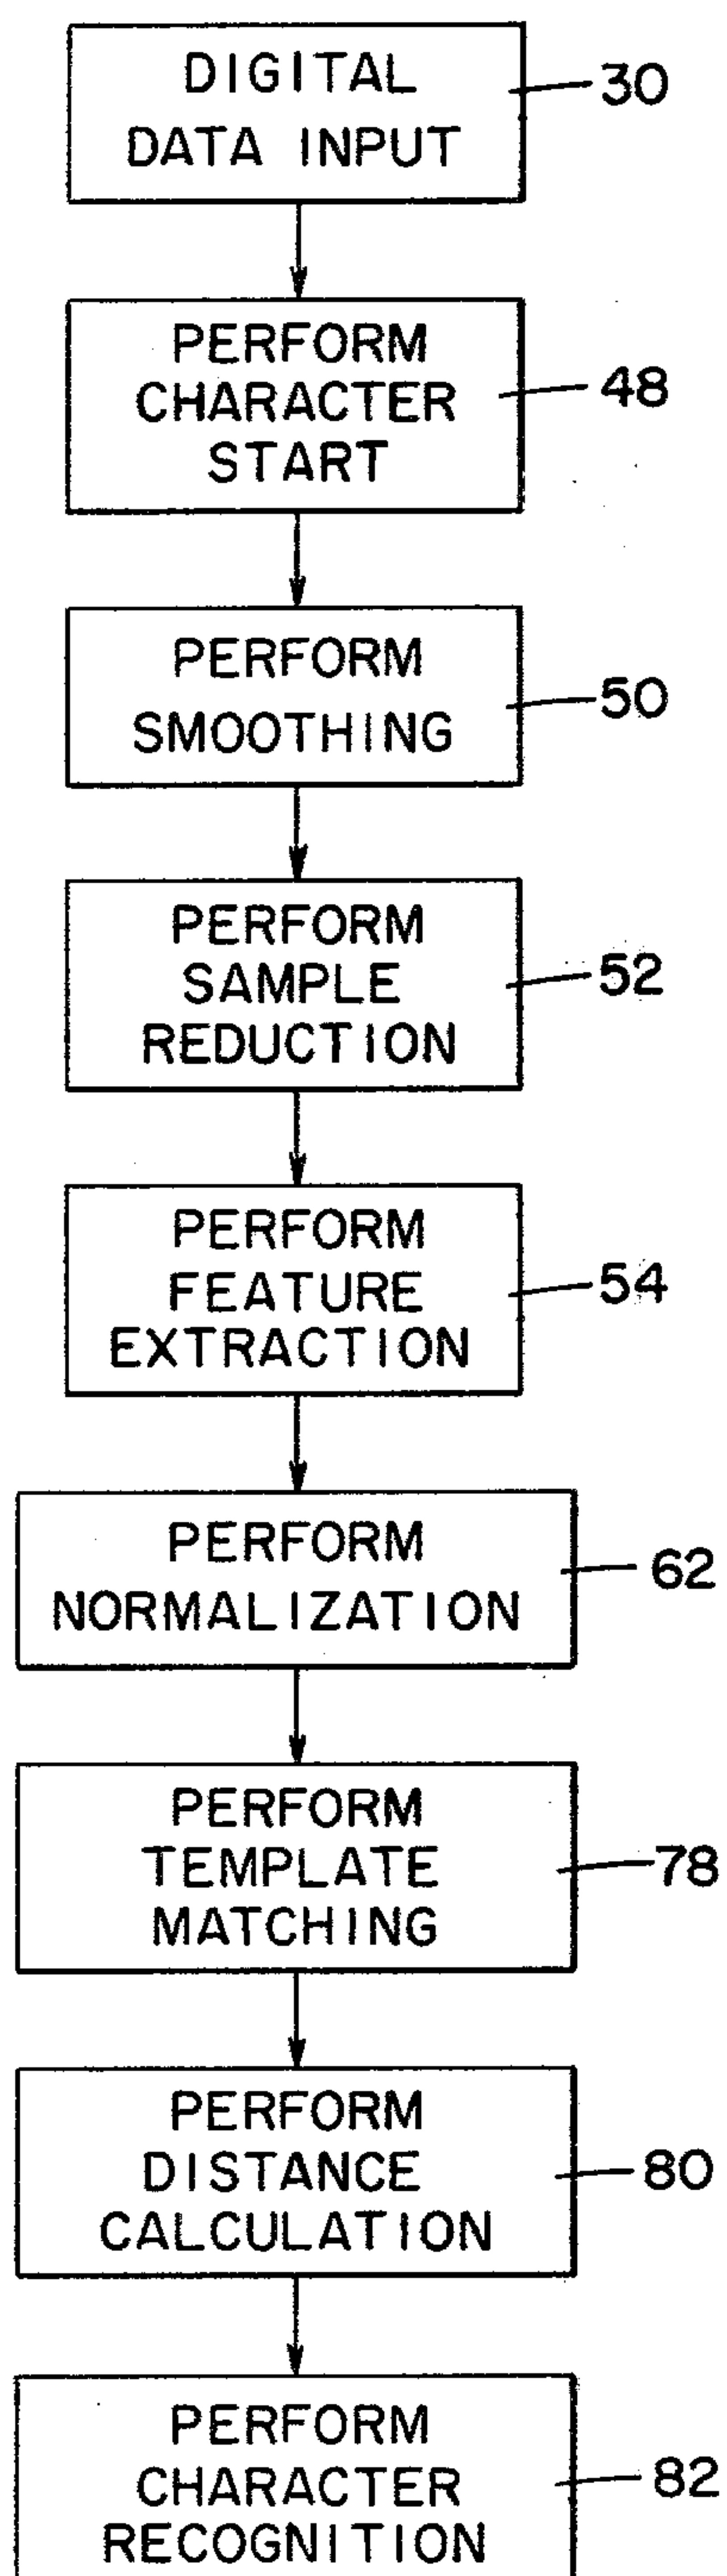 DIGITAL
DATA INPUT
30
PERFORM
CHARACTER
START
48
PERFORM
SMOOTHING
50
PERFORM
SAMPLE
REDUCTION
52
PERFORM
FEATURE
EXTRACTION
54
PERFORM
NORMALIZATION
62
PERFORM
TEMPLATE
MATCHING
78
PERFORM
DISTANCE
CALCULATION
80
PERFORM
CHARACTER
RECOGNITION
82